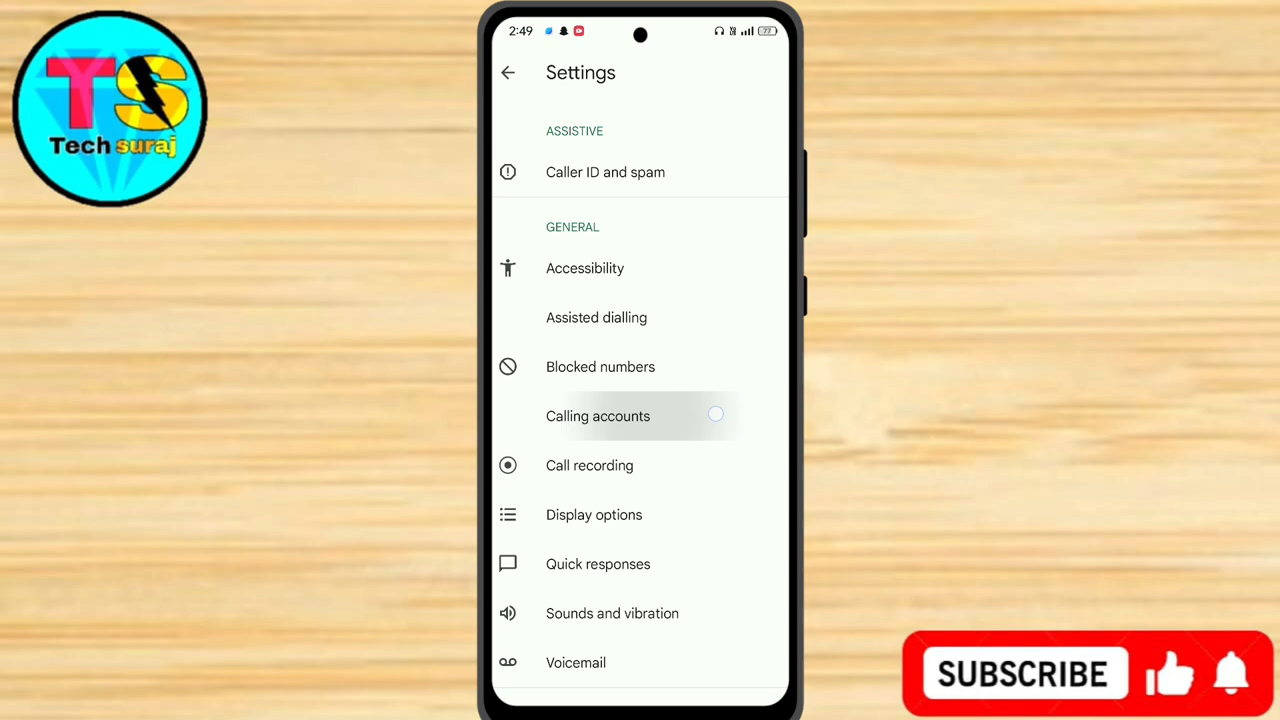 TS
Tech suraj
2:49
77
Settings
ASSISTIVE
Caller ID and spam
GENERAL
Accessibility
Assisted dialling
Blocked numbers
Calling accounts
Call recording
Display options
Quick responses
Sounds and vibration
Voicemail
SUBSCRIBE